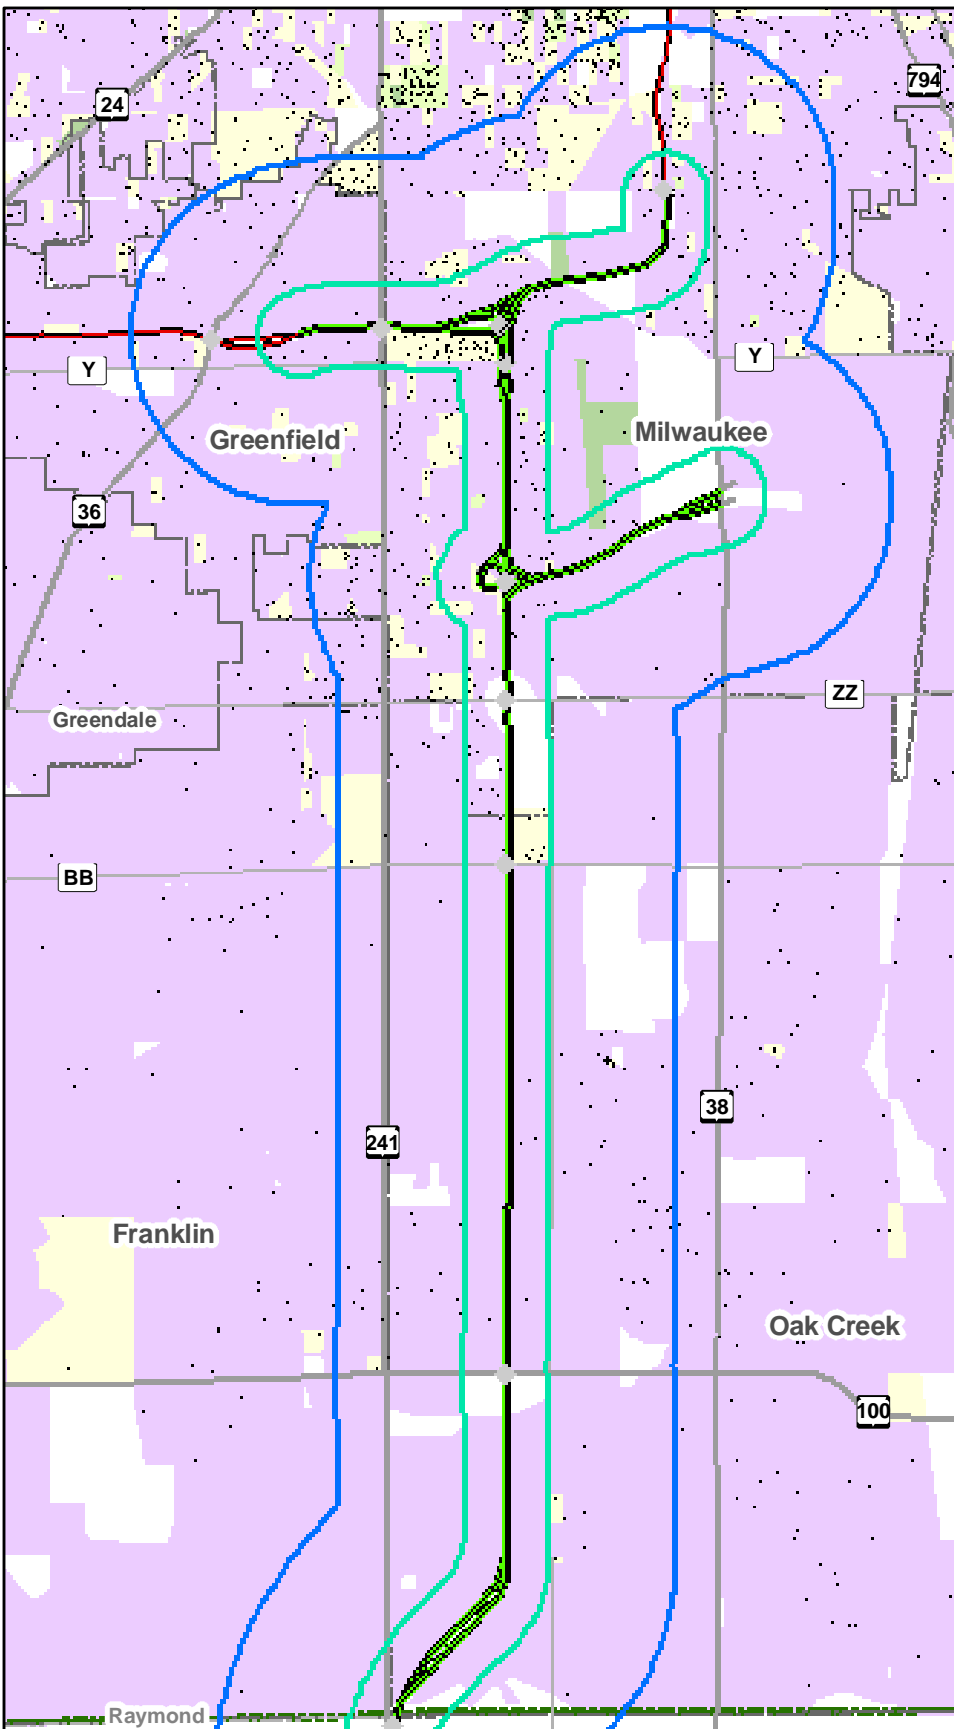 794
24
Y
Y
Greenfield
Milwaukee
36
ZZ
Greendale
BB
38
241
Franklin
Oak Creek
100
Raymond